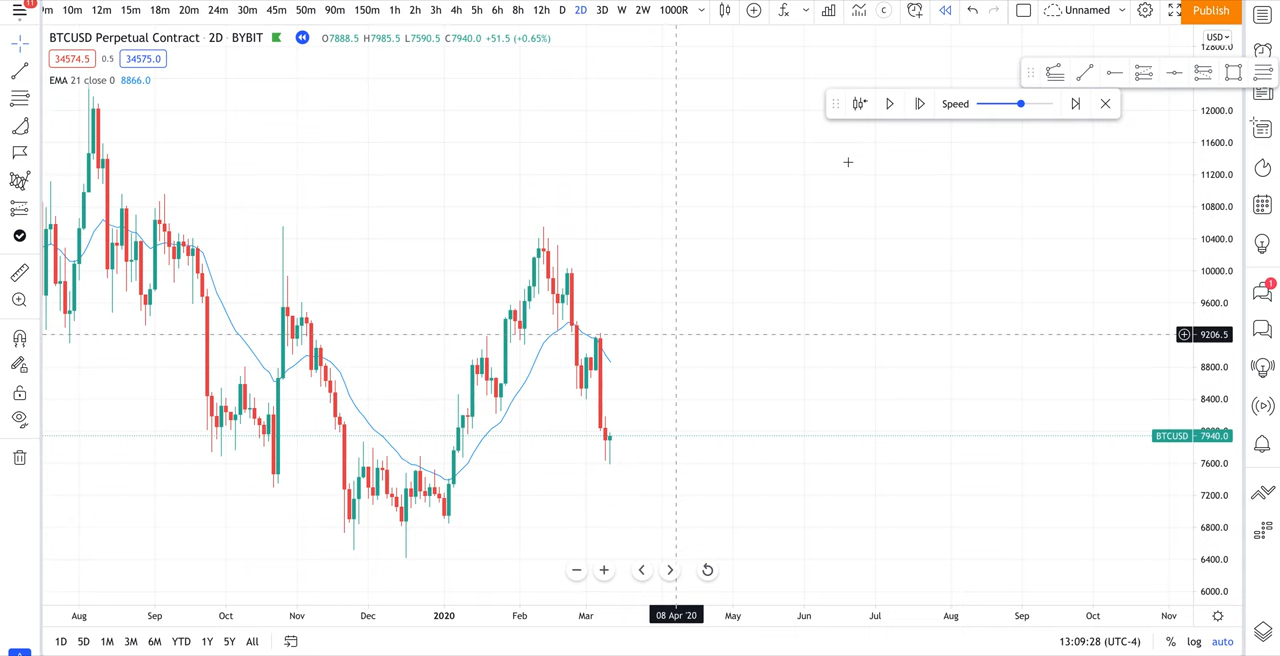 11
m 10m 12m 15m 18m 20m 24m 30m 45m 50m 90m 150m 1h 2h 3h 4h 5h 6h 8h 12h D 2D 3D W 2W 1000R Unnamed Publish
BTCUSD Perpetual Contract · 2D · BYBIT O7888.5 H7985.5 L7590.5 C7940.0 +51.5 (+0.65%)
USD
34574.5 0.5 34575.0
EMA 21 close 0 8866.0
Speed
12800.0
12000.0
11600.0
11200.0
10800.0
10400.0
10000.0
9600.0
9206.5
8800.0
8400.0
BTCUSD 7940.0
7600.0
7200.0
6800.0
6400.0
6000.0
1
Aug Sep Oct Nov Dec 2020 Feb Mar 08 Apr '20 May Jun Jul Aug Sep Oct Nov
1D 5D 1M 3M 6M YTD 1Y 5Y All 13:09:28 (UTC-4) % log auto